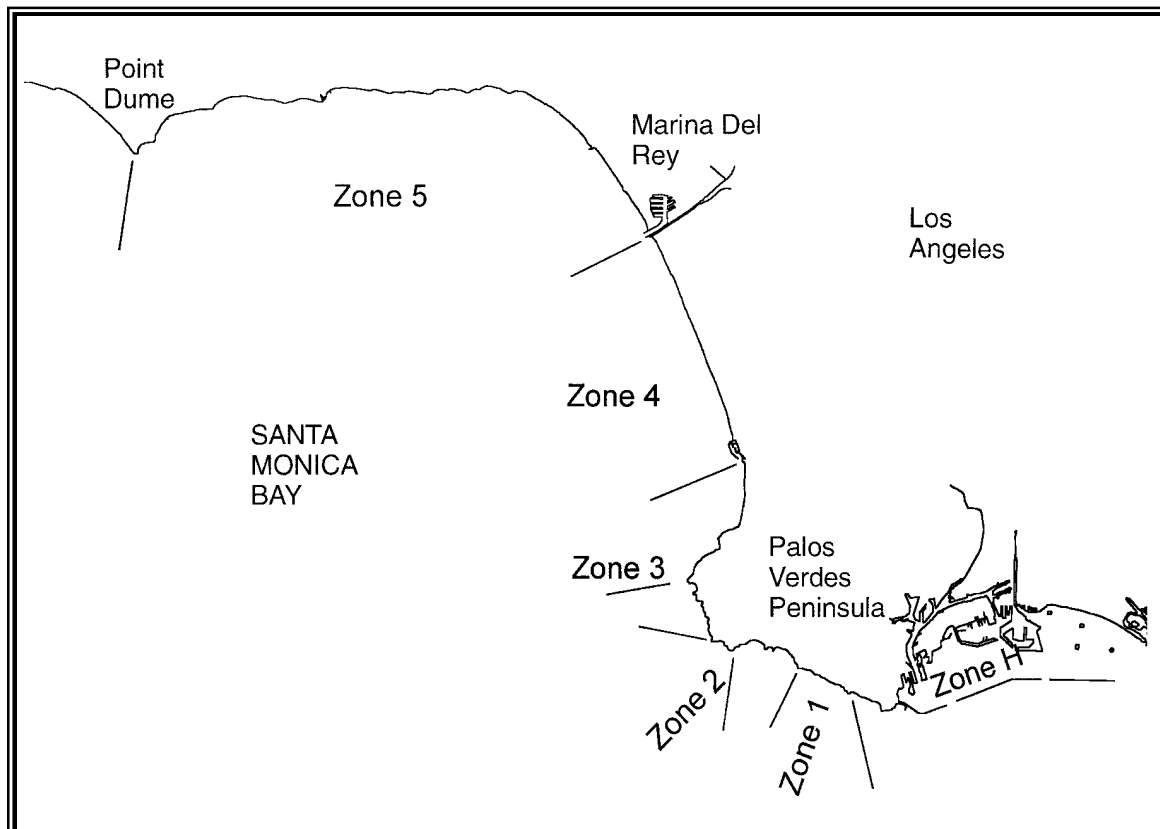 Point
Dume
Marina Del
Rey
Zone 5
Los
Angeles
Zone 4
SANTA
MONICA
BAY
Palos
Verdes
Peninsula
Zone 3
Zone H
Zone 2
Zone 1